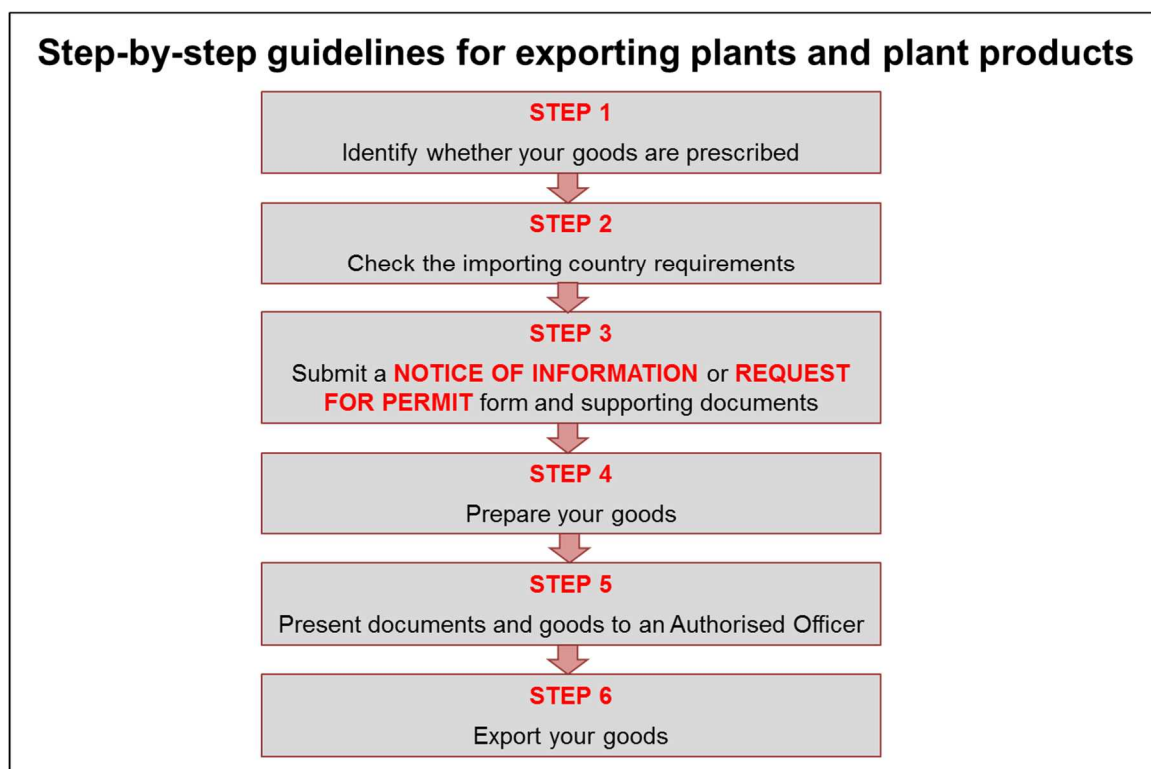 Step-by-step guidelines for exporting plants and plant products
STEP 1
Identify whether your goods are prescribed
STEP 2
Check the importing country requirements
STEP 3
Submit a NOTICE OF INFORMATION or REQUEST
FOR PERMIT form and supporting documents
STEP 4
Prepare your goods
STEP 5
Present documents and goods to an Authorised Officer
STEP 6
Export your goods